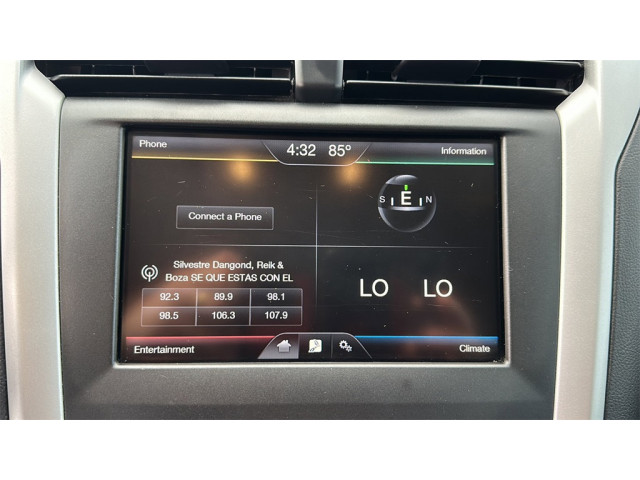 Phone
4:32 85°
Information
S E N
Connect a Phone
Silvestre Dangond, Reik &
Boza SE QUE ESTAS CON EL
92.3 89.9 98.1
98.5 106.3 107.9
LO LO
Entertainment
Climate